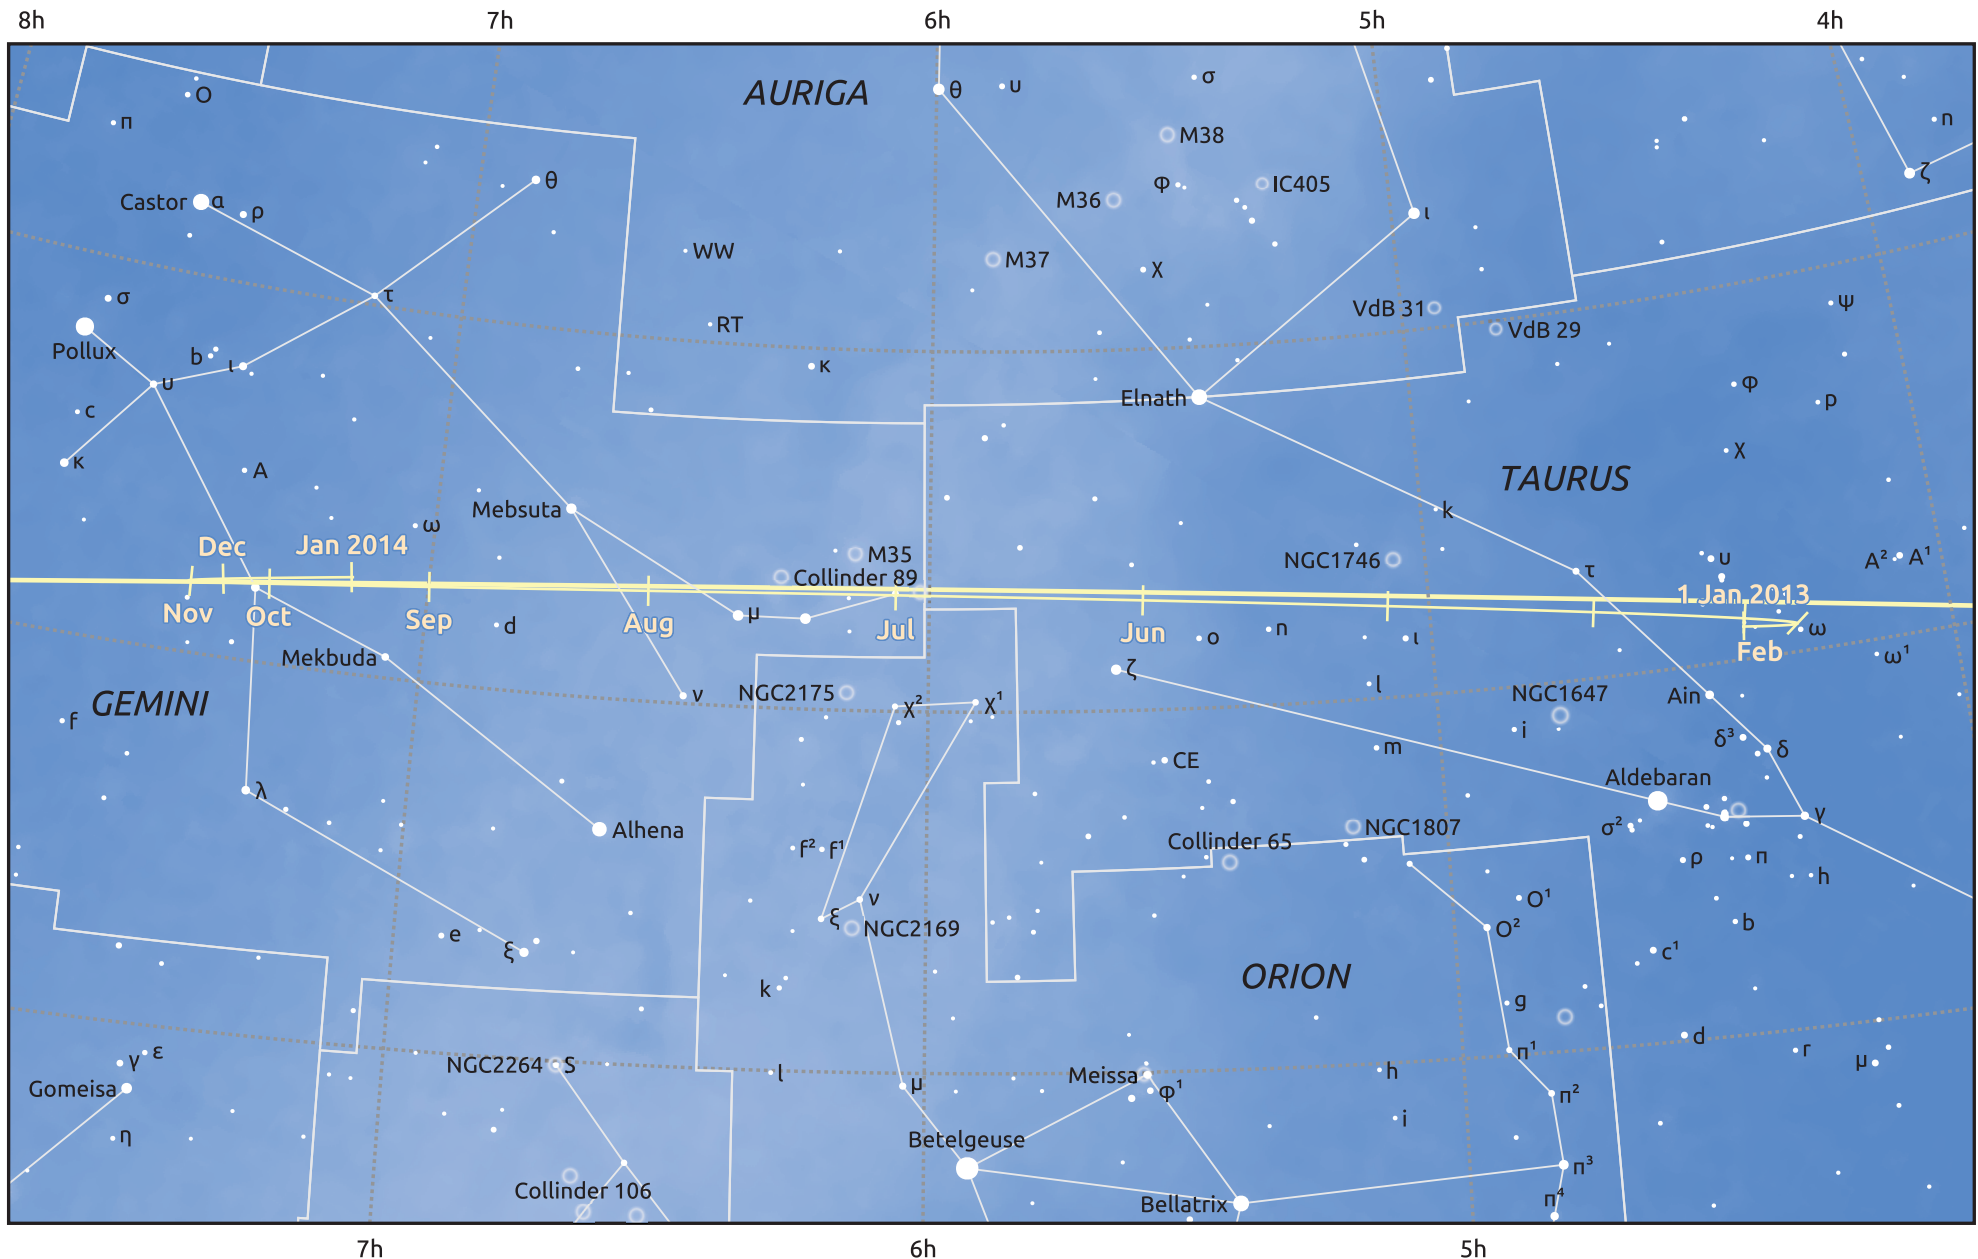 8h 7h 6h 5h 4h
AURIGA
θ υ σ
Ο
π
M38
η
Castor α ρ
θ
M36 φ IC405
ζ
ι
WW
M37 χ
τ
σ
RT
VdB 31 VdB 29
ψ
Pollux
b ι
κ
υ
Elnath
φ
c
p
κ
A
χ
TAURUS
Mebsuta
k
ω
Dec Jan 2014
M35
NGC1746
υ
A² A¹
Collinder 89
τ
1 Jan 2013
Nov Oct Sep Aug Jul Jun Feb
d μ
ο n ι ω
Mekbuda
ω¹
ζ
GEMINI
ν
NGC2175
l
NGC1647
Ain
χ² χ¹
f
i
δ³ δ
m
CE
Aldebaran
λ
Alhena
f² f¹
Collinder 65
NGC1807
σ² γ
ρ π h
ν
ξ
NGC2169
Ο¹
Ο²
b
e ξ
c¹
ORION
k
g
d
γ ε
NGC2264 S
l
μ
Meissa
φ¹
h
π¹
r
μ
Gomeisa
π²
i
η
Betelgeuse
π³
Collinder 106
Bellatrix
π⁴
7h 6h 5h